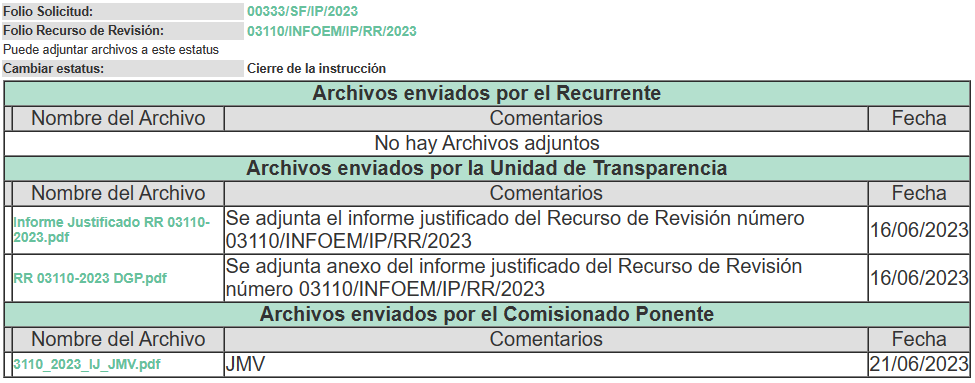 Folio Solicitud: 00333/SF/IP/2023
Folio Recurso de Revisión: 03110/INFOEM/IP/RR/2023
Puede adjuntar archivos a este estatus
Cambiar estatus: Cierre de la instrucción
Archivos enviados por el Recurrente
Nombre del Archivo Comentarios Fecha
No hay Archivos adjuntos
Archivos enviados por la Unidad de Transparencia
Nombre del Archivo Comentarios Fecha
Informe Justificado RR 03110-
2023.pdf
Se adjunta el informe justificado del Recurso de Revisión número
03110/INFOEM/IP/RR/2023
16/06/2023
RR 03110-2023 DGP.pdf
Se adjunta anexo del informe justificado del Recurso de Revisión
número 03110/INFOEM/IP/RR/2023
16/06/2023
Archivos enviados por el Comisionado Ponente
Nombre del Archivo Comentarios Fecha
3110_2023_IJ_JMV.pdf JMV 21/06/2023